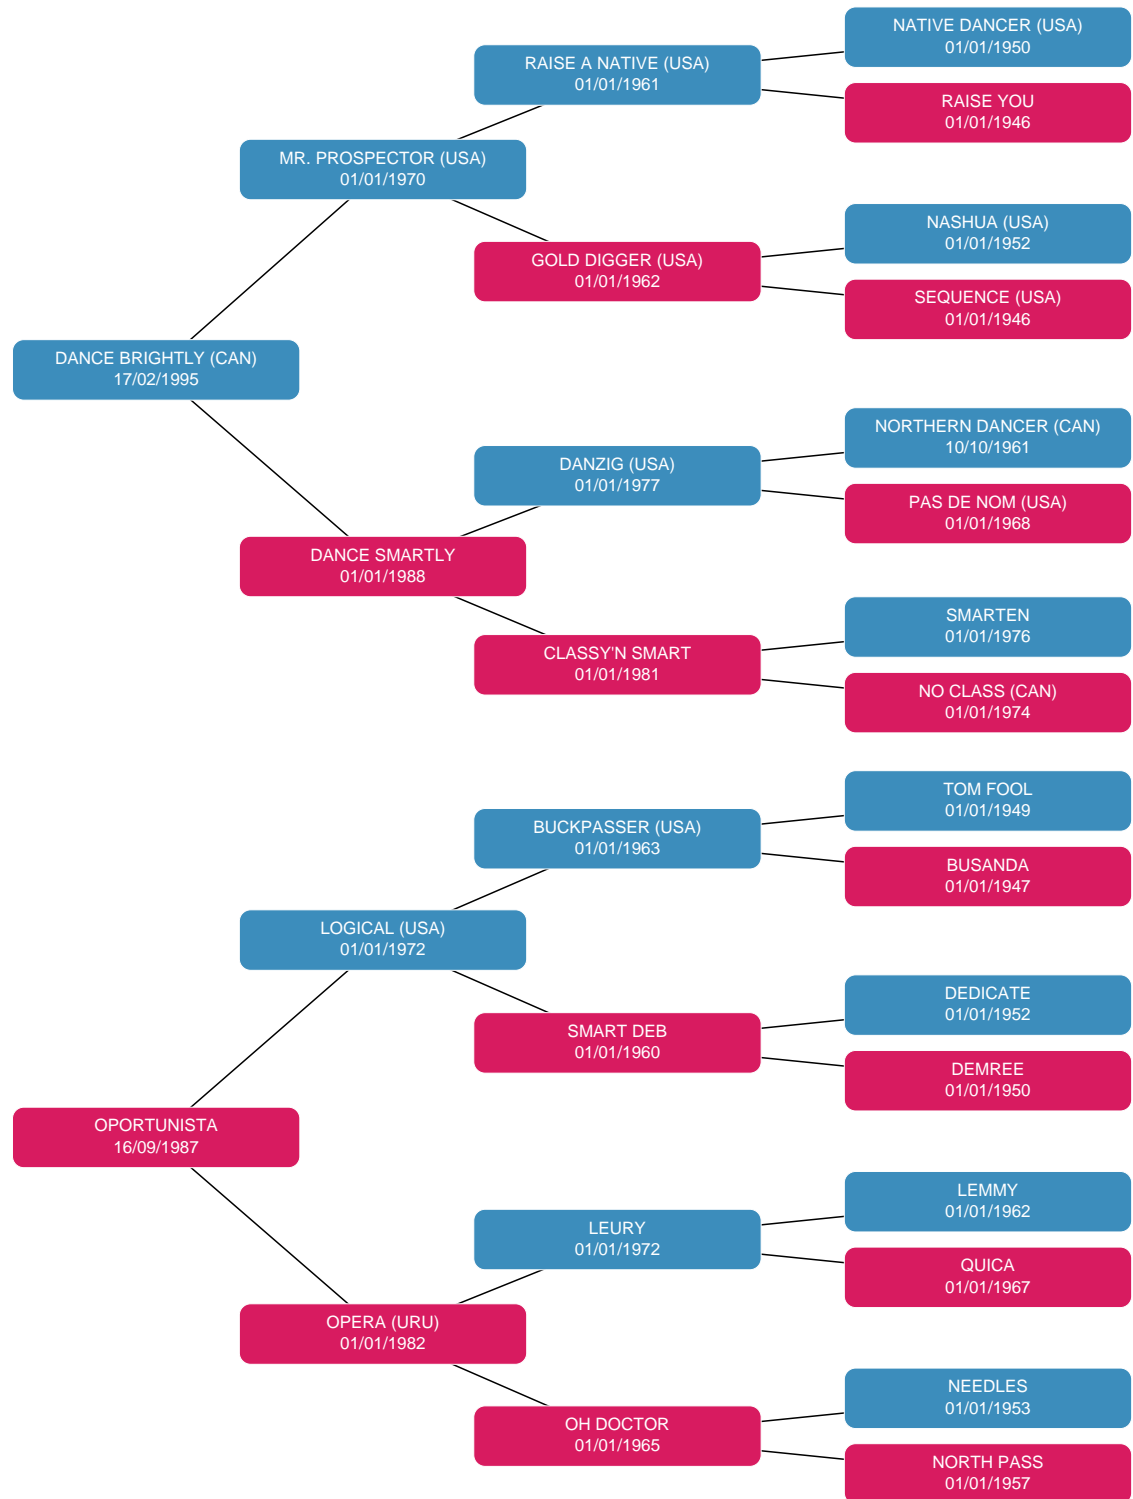 NATIVE DANCER (USA)
01/01/1950
RAISE A NATIVE (USA)
01/01/1961
RAISE YOU
01/01/1946
MR. PROSPECTOR (USA)
01/01/1970
NASHUA (USA)
01/01/1952
GOLD DIGGER (USA)
01/01/1962
SEQUENCE (USA)
01/01/1946
DANCE BRIGHTLY (CAN)
17/02/1995
NORTHERN DANCER (CAN)
10/10/1961
DANZIG (USA)
01/01/1977
PAS DE NOM (USA)
01/01/1968
DANCE SMARTLY
01/01/1988
SMARTEN
01/01/1976
CLASSY'N SMART
01/01/1981
NO CLASS (CAN)
01/01/1974
TOM FOOL
01/01/1949
BUCKPASSER (USA)
01/01/1963
BUSANDA
01/01/1947
LOGICAL (USA)
01/01/1972
DEDICATE
01/01/1952
SMART DEB
01/01/1960
DEMREE
01/01/1950
OPORTUNISTA
16/09/1987
LEMMY
01/01/1962
LEURY
01/01/1972
QUICA
01/01/1967
OPERA (URU)
01/01/1982
NEEDLES
01/01/1953
OH DOCTOR
01/01/1965
NORTH PASS
01/01/1957